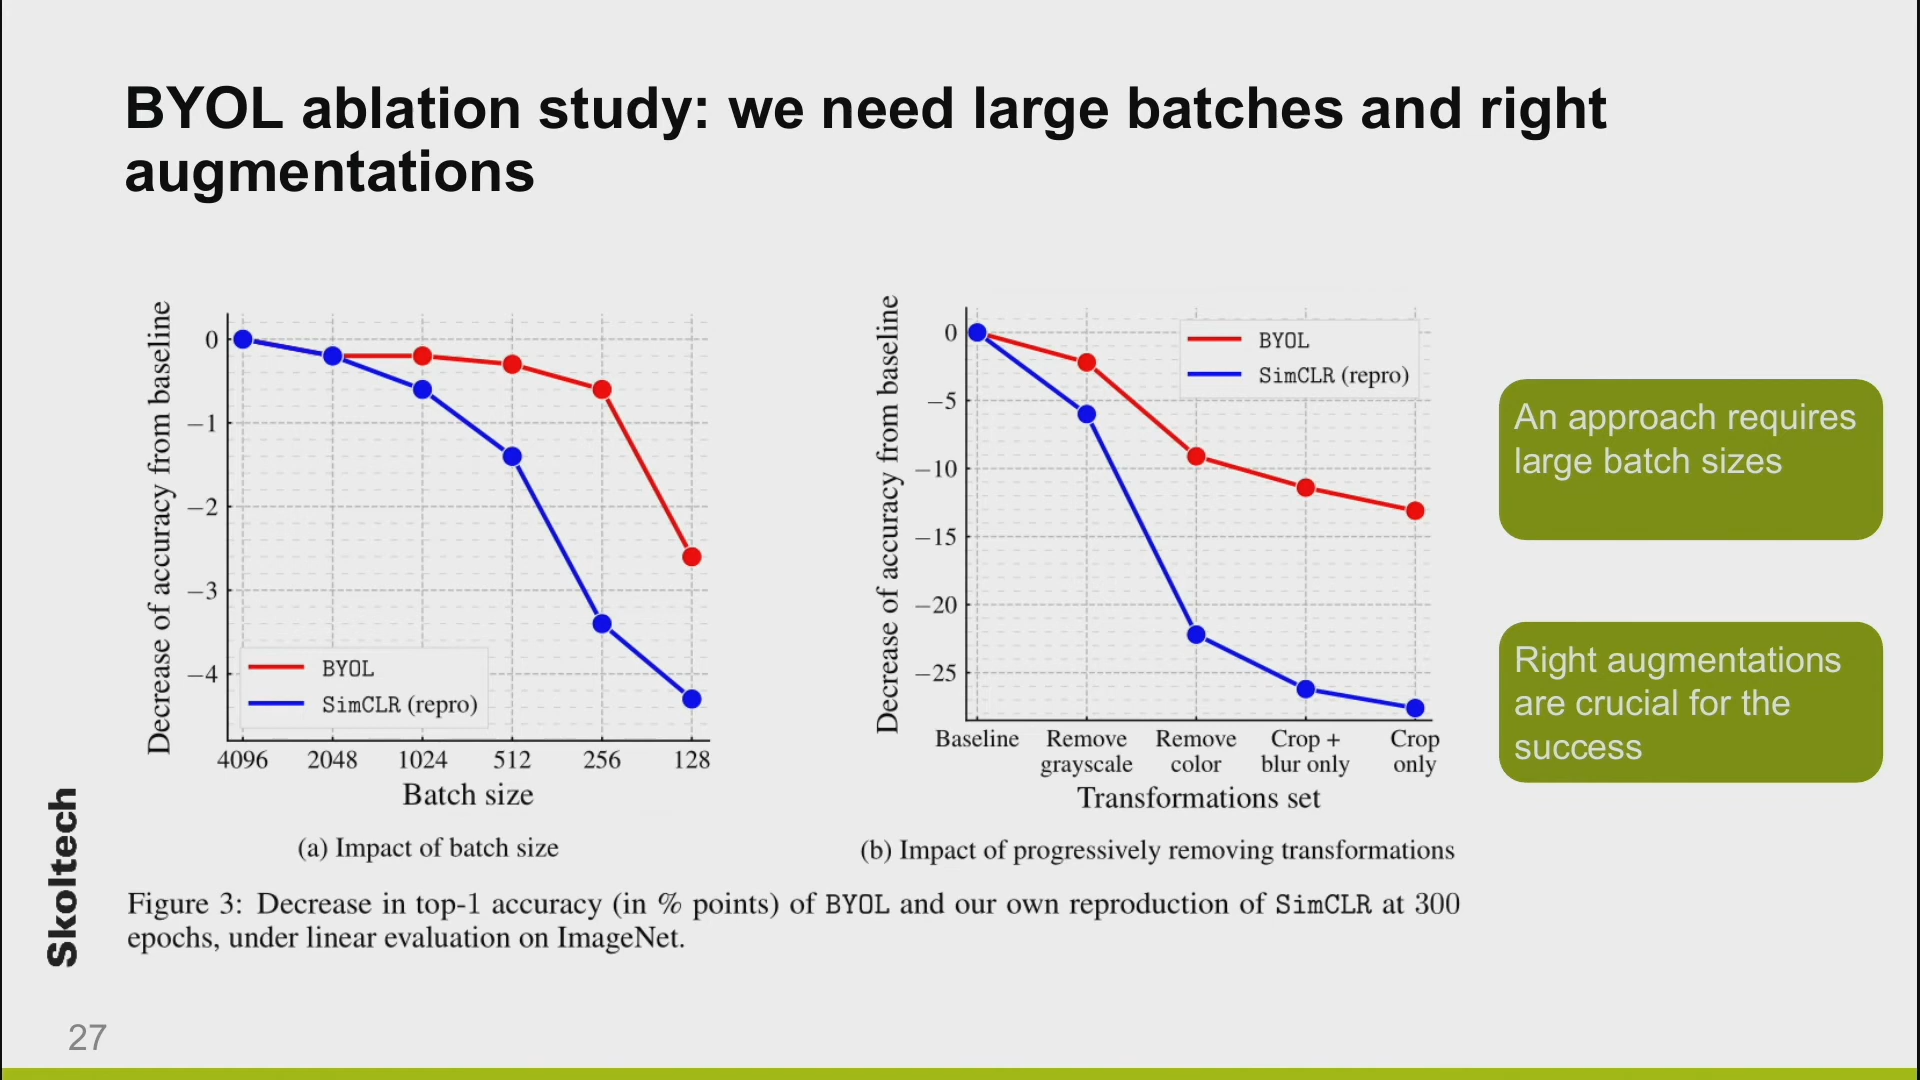 BYOL ablation study: we need large batches and right
augmentations
Decrease of accuracy from baseline
0
−1
−2
−3
−4
BYOL
SimCLR (repro)
4096 2048 1024 512 256 128
Batch size
(a) Impact of batch size
Decrease of accuracy from baseline
0
−5
−10
−15
−20
−25
BYOL
SimCLR (repro)
Baseline Remove Remove Crop + Crop
grayscale color blur only only
Transformations set
(b) Impact of progressively removing transformations
Figure 3: Decrease in top-1 accuracy (in % points) of BYOL and our own reproduction of SimCLR at 300
epochs, under linear evaluation on ImageNet.
An approach requires
large batch sizes
Right augmentations
are crucial for the
success
Skoltech
27